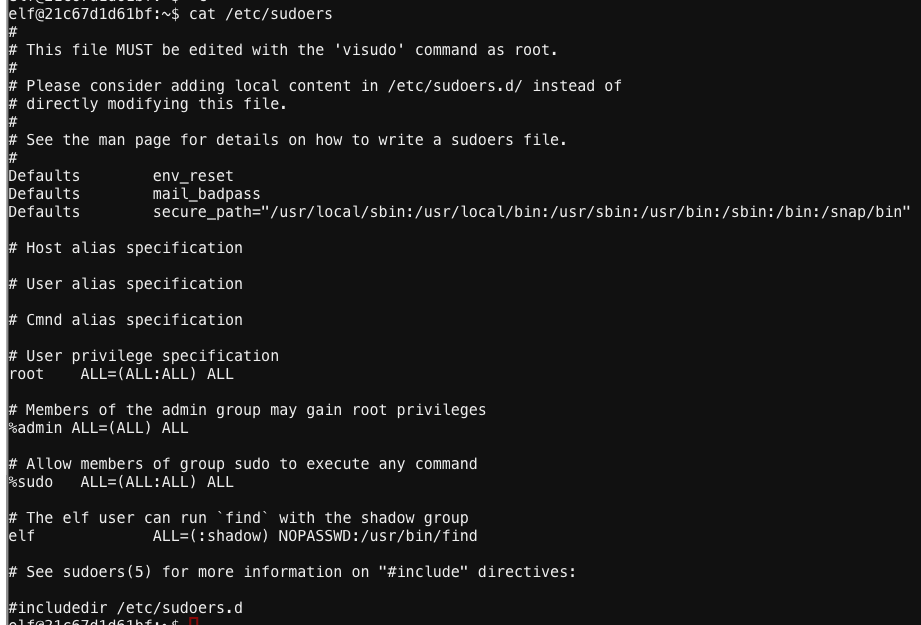 elf@21c67d1d61bf:~$ cat /etc/sudoers
#
# This file MUST be edited with the 'visudo' command as root.
#
# Please consider adding local content in /etc/sudoers.d/ instead of
# directly modifying this file.
#
# See the man page for details on how to write a sudoers file.
#
Defaults        env_reset
Defaults        mail_badpass
Defaults        secure_path="/usr/local/sbin:/usr/local/bin:/usr/sbin:/usr/bin:/sbin:/bin:/snap/bin"
# Host alias specification
# User alias specification
# Cmnd alias specification
# User privilege specification
root    ALL=(ALL:ALL) ALL
# Members of the admin group may gain root privileges
%admin ALL=(ALL) ALL
# Allow members of group sudo to execute any command
%sudo   ALL=(ALL:ALL) ALL
# The elf user can run `find` with the shadow group
elf             ALL=(:shadow) NOPASSWD:/usr/bin/find
# See sudoers(5) for more information on "#include" directives:
#includedir /etc/sudoers.d
elf@21c67d1d61bf:~$